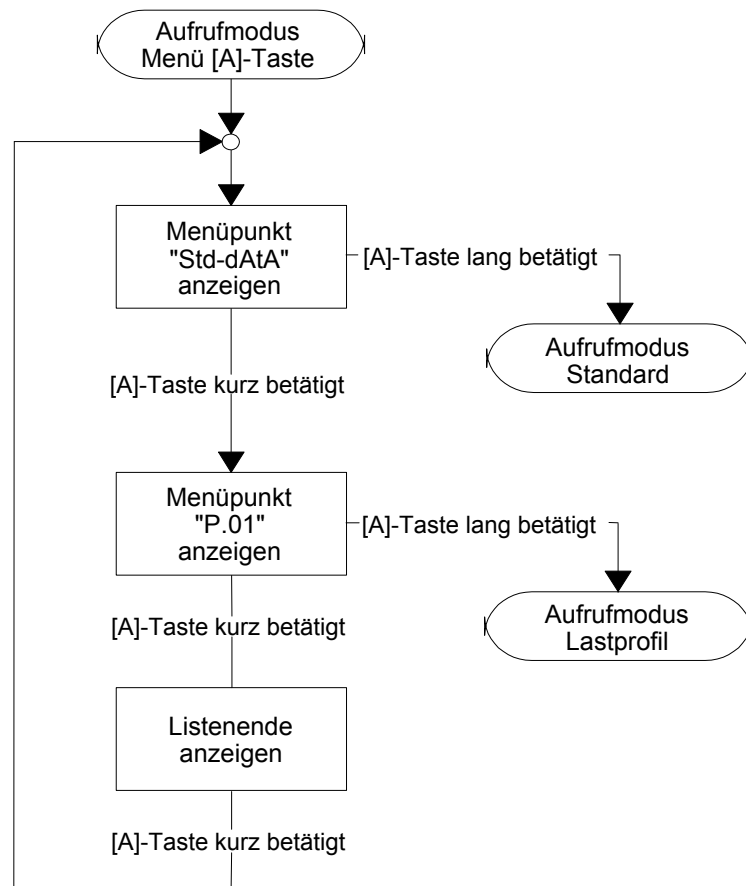 Aufrufmodus
Menü [A]-Taste
Menüpunkt
"Std-dAtA"
anzeigen
[A]-Taste lang betätigt
Aufrufmodus
Standard
[A]-Taste kurz betätigt
Menüpunkt
"P.01"
anzeigen
[A]-Taste lang betätigt
Aufrufmodus
Lastprofil
[A]-Taste kurz betätigt
Listenende
anzeigen
[A]-Taste kurz betätigt